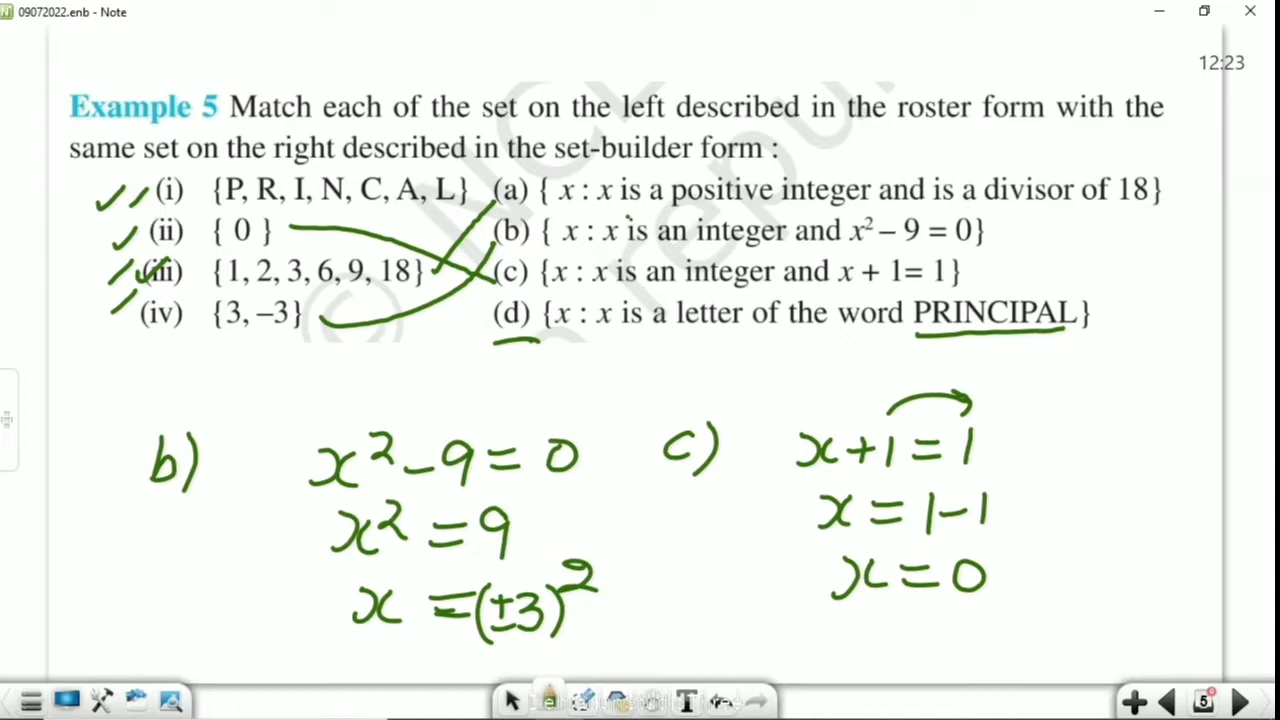 09072022.enb - Note
12:23
Example 5 Match each of the set on the left described in the roster form with the
same set on the right described in the set-builder form :
(i) {P, R, I, N, C, A, L} (a) { x : x is a positive integer and is a divisor of 18}
(ii) { 0 } (b) { x : x is an integer and x² – 9 = 0}
(iii) {1, 2, 3, 6, 9, 18} (c) {x : x is an integer and x + 1= 1}
(iv) {3, –3} (d) {x : x is a letter of the word PRINCIPAL}
b) x² - 9 = 0 c) x + 1 = 1
x² = 9 x = 1 - 1
x = (±3)² x = 0
5